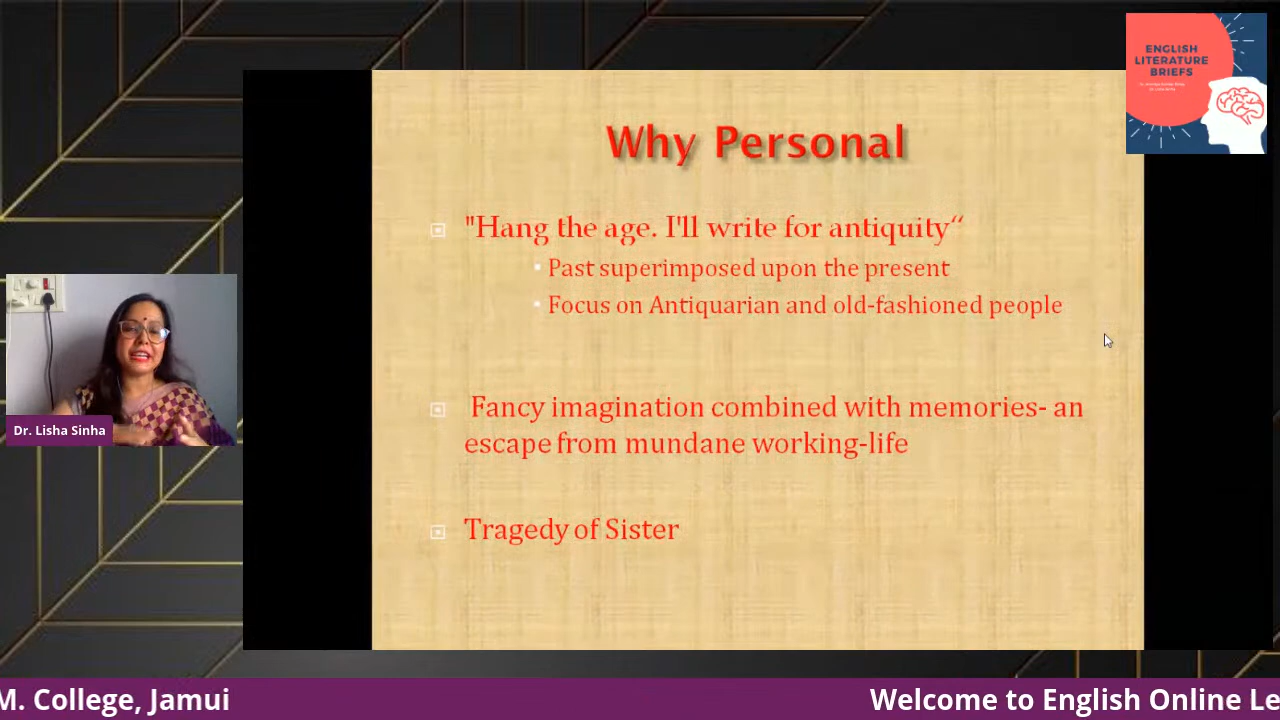 ENGLISH
LITERATURE
BRIEFS
Why Personal
"Hang the age. I'll write for antiquity“
Past superimposed upon the present
Focus on Antiquarian and old-fashioned people
Fancy imagination combined with memories- an
escape from mundane working-life
Tragedy of Sister
Dr. Lisha Sinha
M. College, Jamui
Welcome to English Online Le